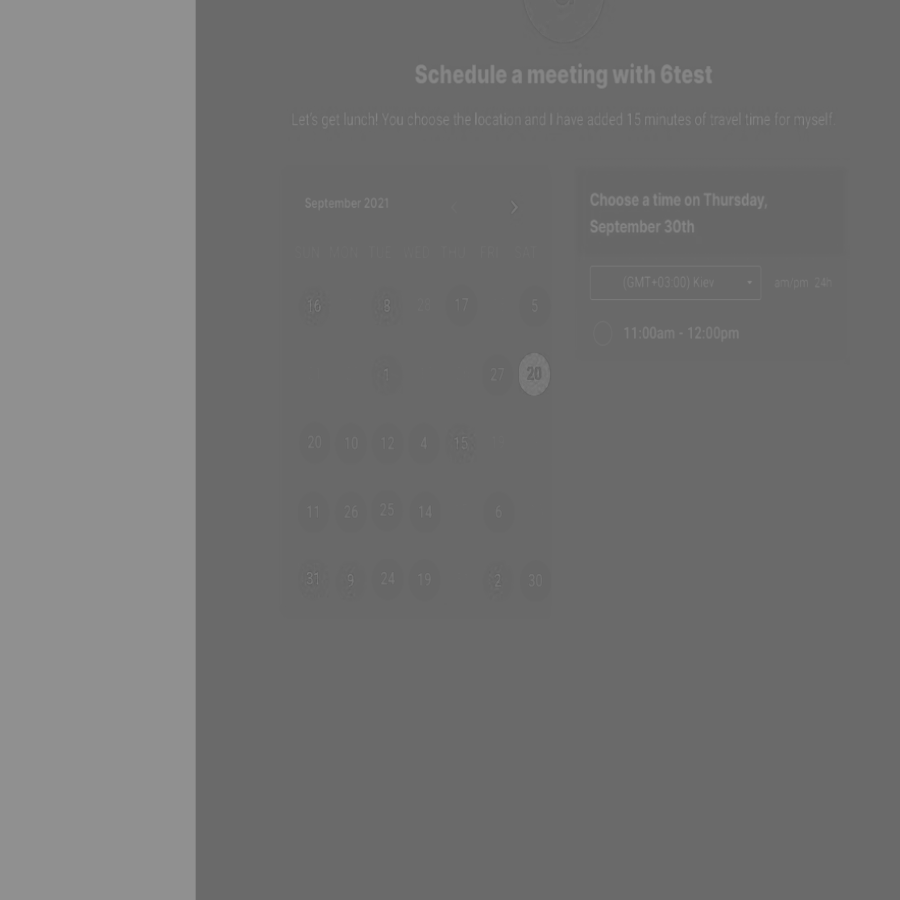 Schedule a meeting with 6test
Let's get lunch! You choose the location and I have added 15 minutes of travel time for myself.
September 2021
SUN MON TUE WED THU FRI SAT
16 8 28 17 5
1 27 20
20 10 12 4 15
11 26 25 14 6
31 9 24 19 2 30
Choose a time on Thursday,
September 30th
(GMT+03:00) Kiev
am/pm 24h
11:00am - 12:00pm